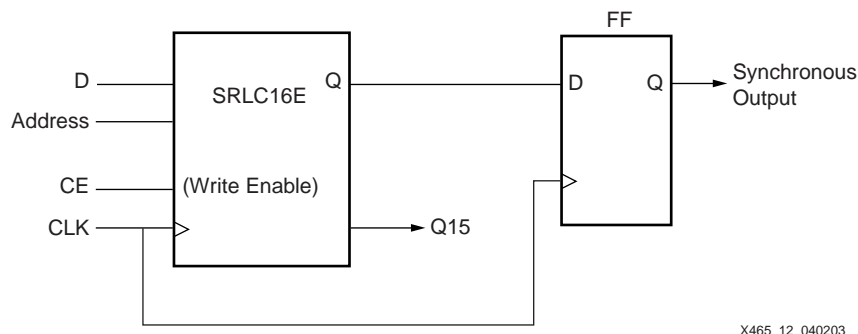 FF
D
Q
SRLC16E
D
Q
Synchronous
Output
Address
CE
(Write Enable)
CLK
Q15
X465_12_040203